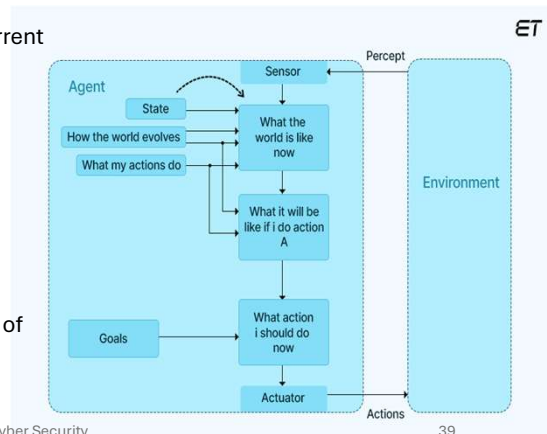 rrent
ET
Percept
Sensor
Agent
State
What the
world is like
now
How the world evolves
What my actions do
Environment
What it will be
like if i do action
A
of
What action
i should do
now
Goals
Actuator
Actions
yber Security
39